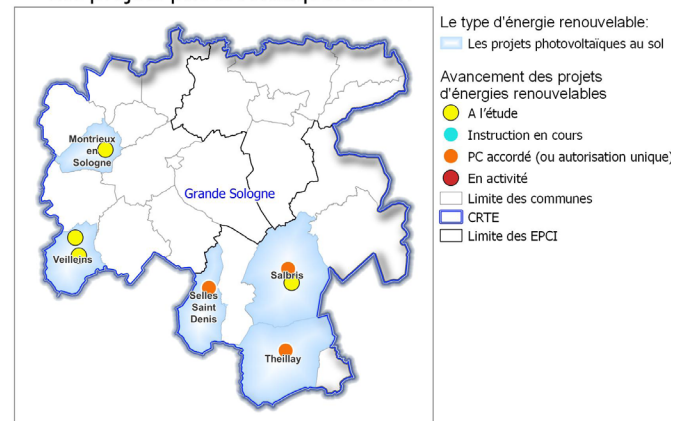 Le type d'énergie renouvelable:
Les projets photovoltaïques au sol
Avancement des projets
d'énergies renouvelables
A l'étude
Instruction en cours
PC accordé (ou autorisation unique)
En activité
Limite des communes
CRTE
Limite des EPCI
Montrieux
en
Sologne
Grande Sologne
Veilleins
Salbris
Selles
Saint
Denis
Theillay